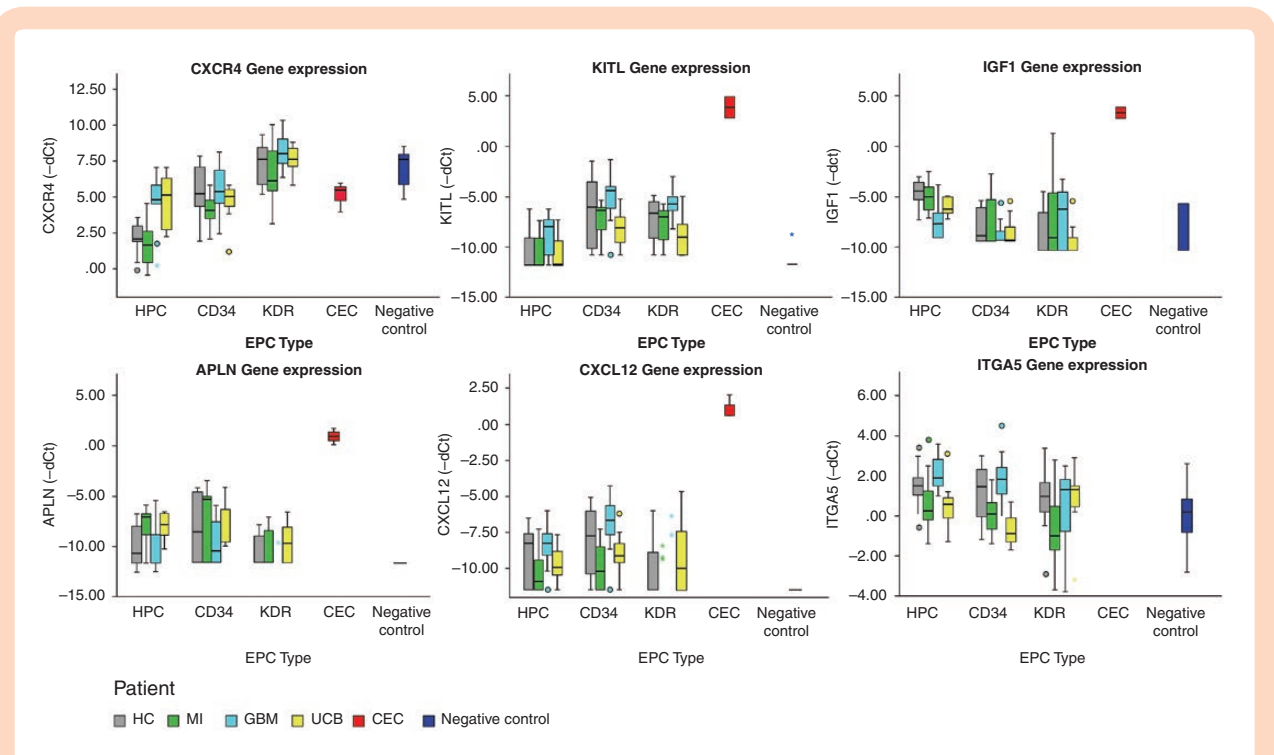 CXCR4 Gene expression
CXCR4 (–dCt)
12.50
10.00
7.50
5.00
2.50
.00
HPC CD34 KDR CEC Negative
control
EPC Type
KITL Gene expression
KITL (–dCt)
5.00
.00
–5.00
–10.00
–15.00
HPC CD34 KDR CEC Negative
control
EPC Type
IGF1 Gene expression
IGF1 (–dct)
5.00
.00
–5.00
–10.00
–15.00
HPC CD34 KDR CEC Negative
control
EPC Type
APLN Gene expression
APLN (–dCt)
5.00
.00
–5.00
–10.00
–15.00
HPC CD34 KDR CEC Negative
control
EPC Type
CXCL12 Gene expression
CXCL12 (–dCt)
2.50
.00
–2.50
–5.00
–7.50
–10.00
HPC CD34 KDR CEC Negative
control
EPC Type
ITGA5 Gene expression
ITGA5 (–dCt)
6.00
4.00
2.00
.00
–2.00
–4.00
HPC CD34 KDR CEC Negative
control
EPC Type
Patient
HC MI GBM UCB CEC Negative control